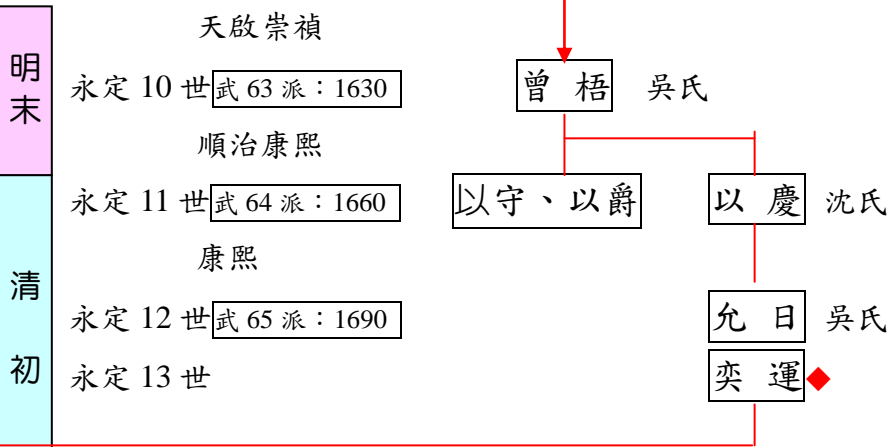 明末
天啟崇禎
永定 10 世 武 63 派：1630 曾 梧 吳氏
順治康熙
清初
永定 11 世 武 64 派：1660 以守、以爵 以 慶 沈氏
康熙
永定 12 世 武 65 派：1690 允 日 吳氏
永定 13 世 奕 運